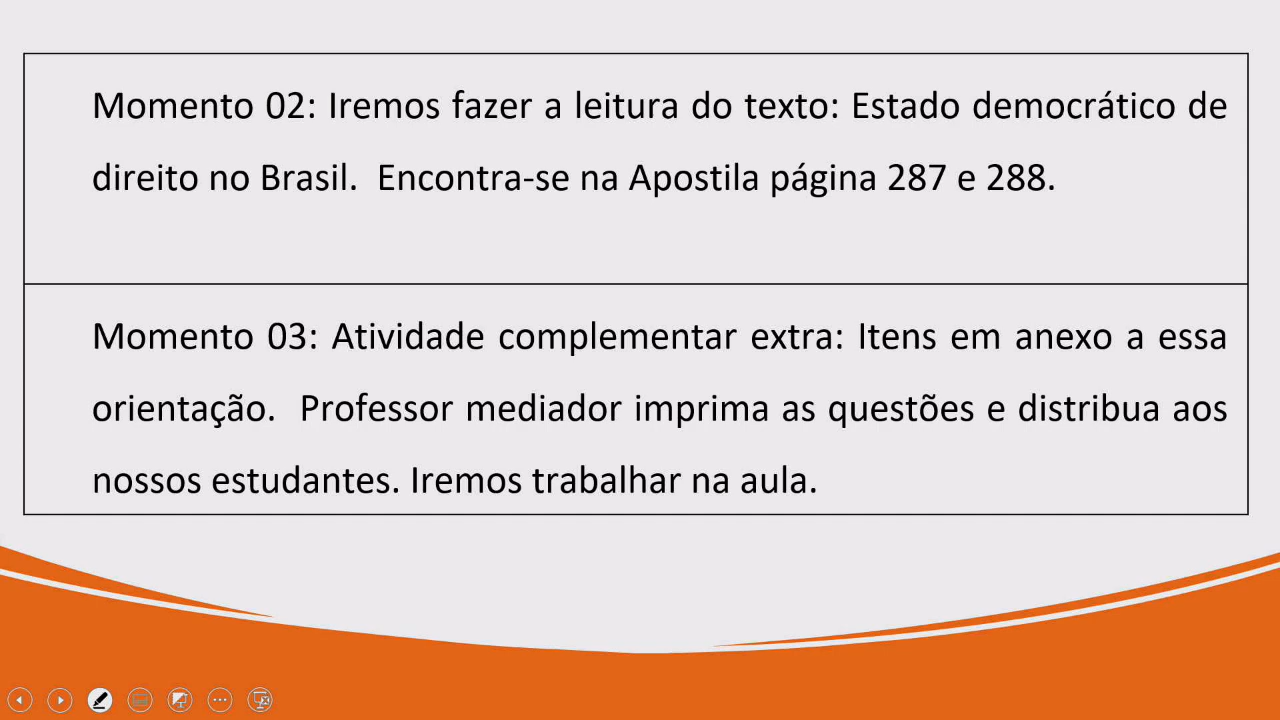 Momento 02: Iremos fazer a leitura do texto: Estado democrático de
direito no Brasil.  Encontra-se na Apostila página 287 e 288.
Momento 03: Atividade complementar extra: Itens em anexo a essa
orientação.  Professor mediador imprima as questões e distribua aos
nossos estudantes. Iremos trabalhar na aula.